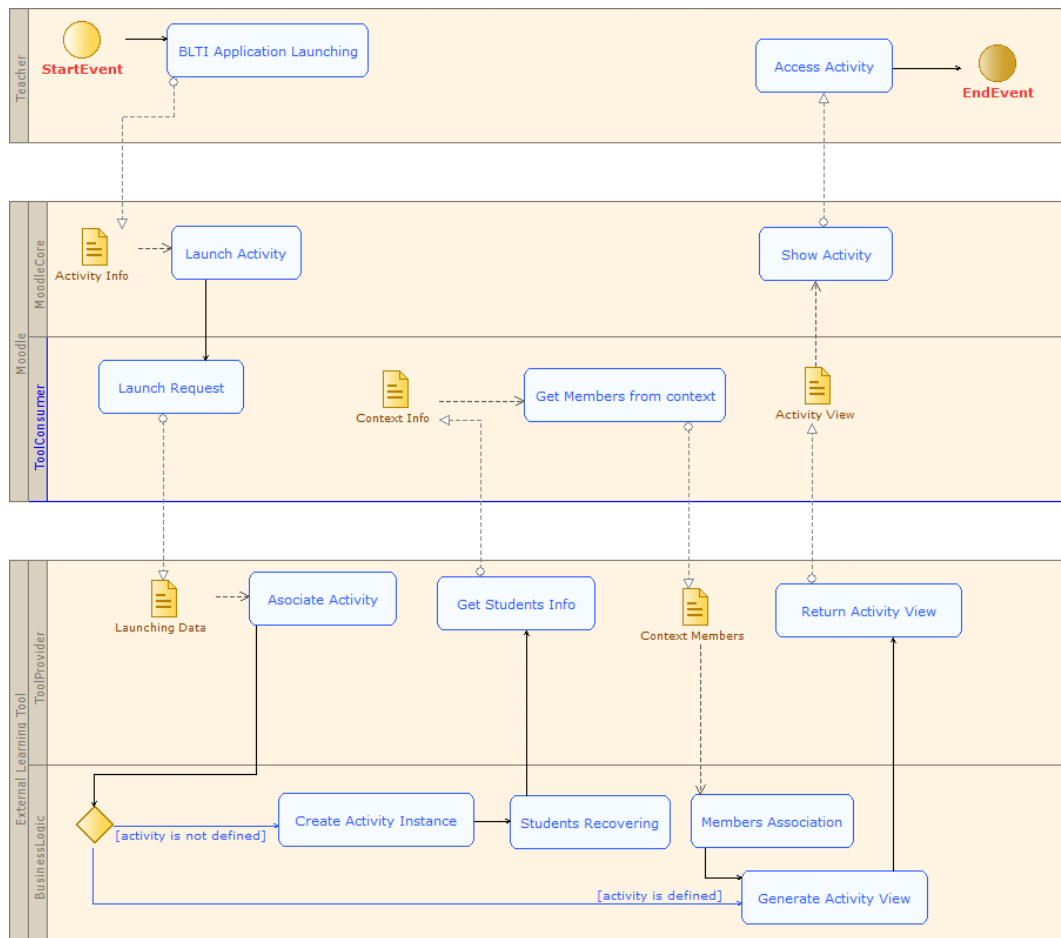 Teacher
StartEvent
BLTI Application Launching
Access Activity
EndEvent
Moodle
MoodleCore
Activity Info
Launch Activity
Show Activity
ToolConsumer
Launch Request
Context Info
Get Members from context
Activity View
External Learning Tool
ToolProvider
Launching Data
Asociate Activity
Get Students Info
Context Members
Return Activity View
BusinessLogic
[activity is not defined]
Create Activity Instance
Students Recovering
Members Association
[activity is defined]
Generate Activity View